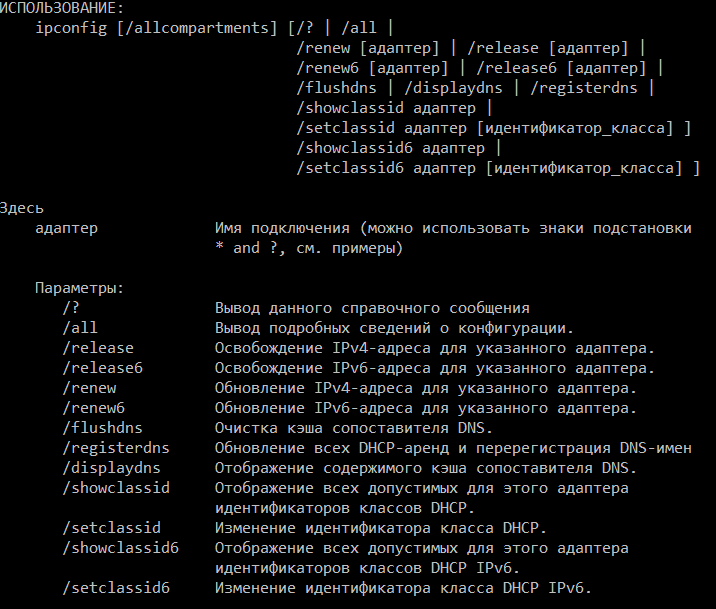 ИСПОЛЬЗОВАНИЕ:
ipconfig [/allcompartments] [/? | /all |
/renew [адаптер] | /release [адаптер] |
/renew6 [адаптер] | /release6 [адаптер] |
/flushdns | /displaydns | /registerdns |
/showclassid адаптер |
/setclassid адаптер [идентификатор_класса] ]
/showclassid6 адаптер |
/setclassid6 адаптер [идентификатор_класса] ]
Здесь
адаптер Имя подключения (можно использовать знаки подстановки
* and ?, см. примеры)
Параметры:
/? Вывод данного справочного сообщения
/all Вывод подробных сведений о конфигурации.
/release Освобождение IPv4-адреса для указанного адаптера.
/release6 Освобождение IPv6-адреса для указанного адаптера.
/renew Обновление IPv4-адреса для указанного адаптера.
/renew6 Обновление IPv6-адреса для указанного адаптера.
/flushdns Очистка кэша сопоставителя DNS.
/registerdns Обновление всех DHCP-аренд и перерегистрация DNS-имен
/displaydns Отображение содержимого кэша сопоставителя DNS.
/showclassid Отображение всех допустимых для этого адаптера
идентификаторов классов DHCP.
/setclassid Изменение идентификатора класса DHCP.
/showclassid6 Отображение всех допустимых для этого адаптера
идентификаторов классов DHCP IPv6.
/setclassid6 Изменение идентификатора класса DHCP IPv6.